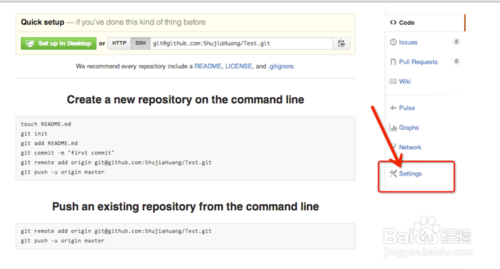 Quick setup — if you've done this kind of thing before
Set up in Desktop or HTTP SSH git@github.com:ShujiaHuang/Test.git
We recommend every repository include a README, LICENSE, and .gitignore.
Create a new repository on the command line
touch README.md
git init
git add README.md
git commit -m "first commit"
git remote add origin git@github.com:ShujiaHuang/Test.git
git push -u origin master
Push an existing repository from the command line
git remote add origin git@github.com:ShujiaHuang/Test.git
git push -u origin master
Code
Issues 0
Pull Requests 0
Wiki
Pulse
Graphs
Network
Settings
Bai du 经验
jingyan.baidu.com